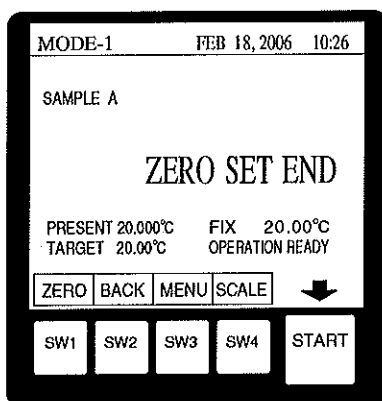 MODE-1 FEB 18, 2006 10:26
SAMPLE A
ZERO SET END
PRESENT 20.000°C FIX 20.00°C
TARGET 20.00°C OPERATION READY
ZERO BACK MENU SCALE
SW1 SW2 SW3 SW4 START